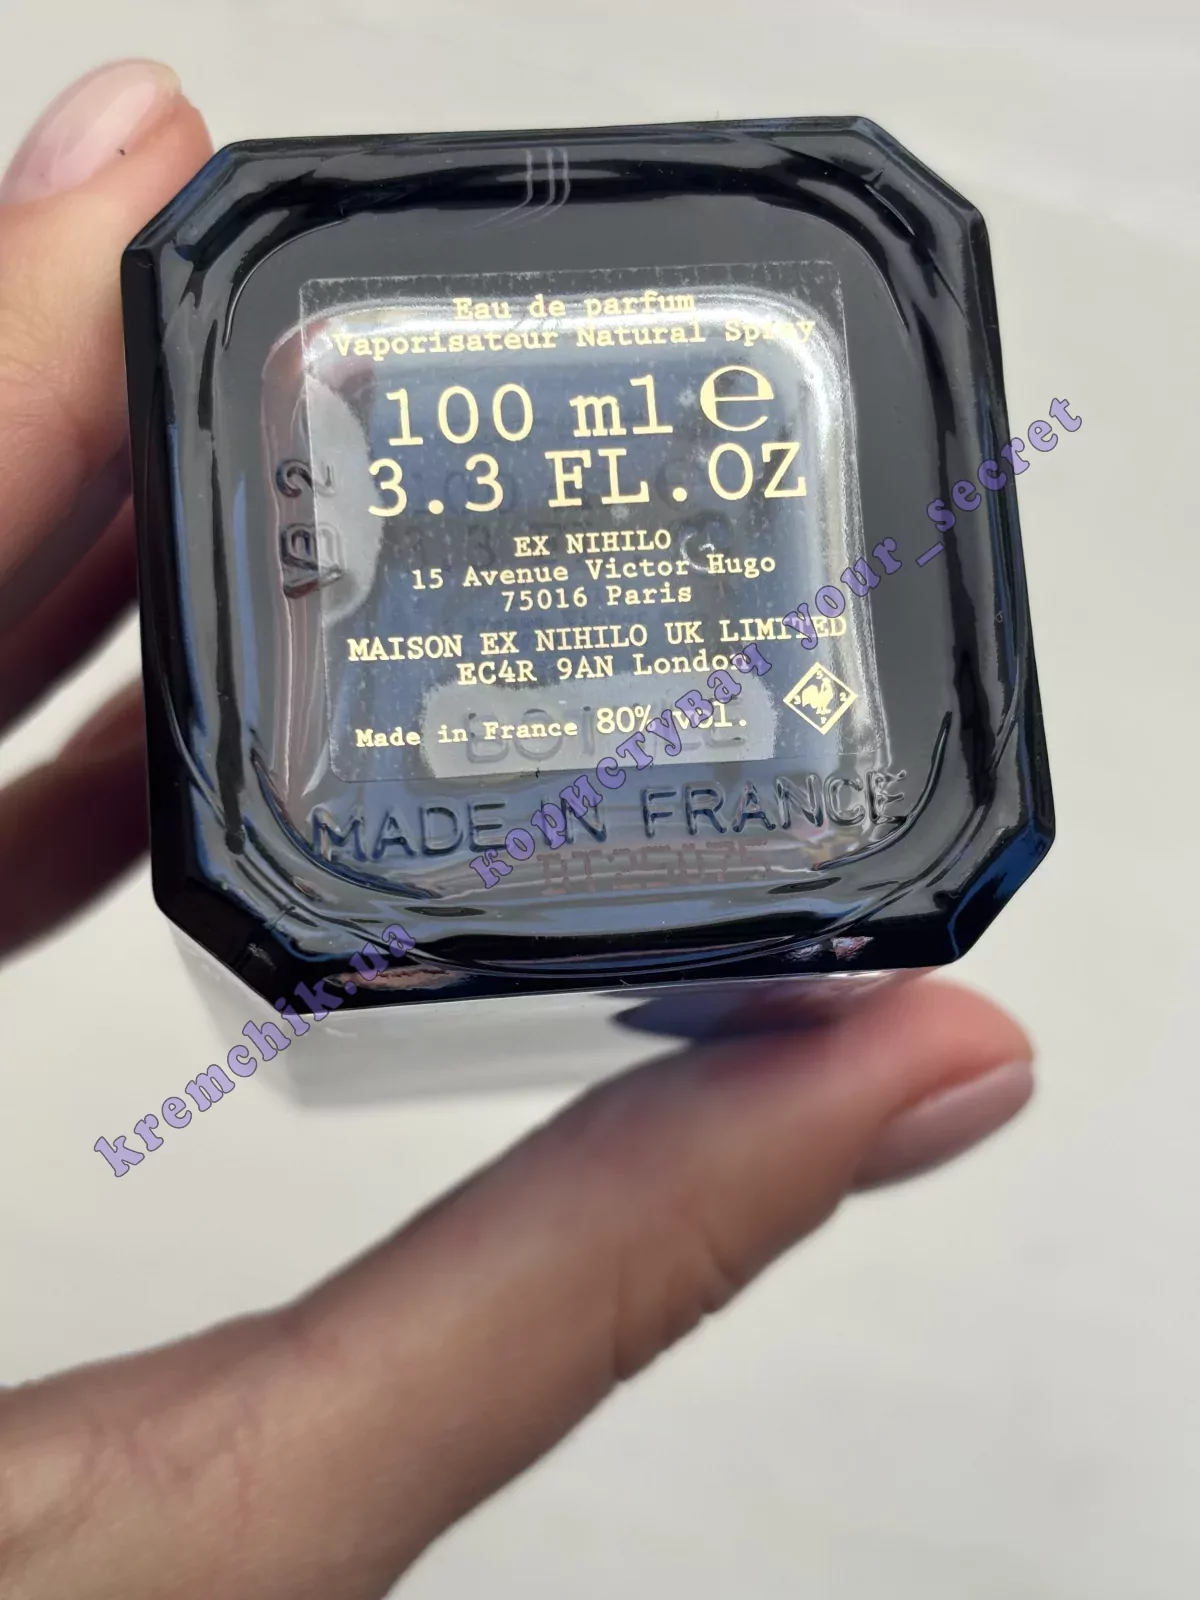 Eau de parfum
Vaporisateur Natural Spray
100 ml e
3.3 FL.OZ
EX NIHILO
15 Avenue Victor Hugo
75016 Paris
MAISON EX NIHILO UK LIMITED
EC4R 9AN London
Made in France 80% vol.
B2
BOTTLE
MADE IN FRANCE
kremchik.ua користувач your_secret